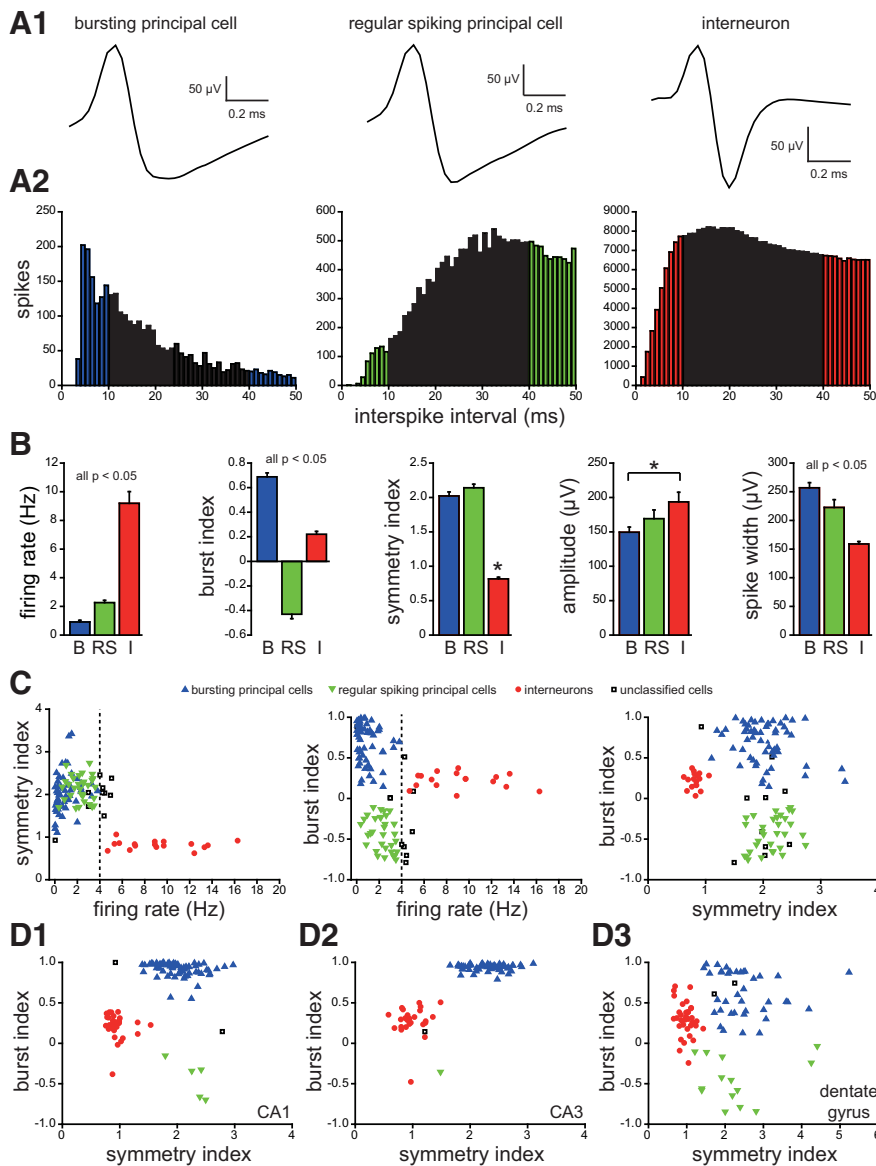 A1
bursting principal cell
regular spiking principal cell
interneuron
50 µV
0.2 ms
50 µV
0.2 ms
50 µV
0.2 ms
A2
spikes
250
200
150
100
50
0
0 10 20 30 40 50
600
500
400
300
200
100
0
0 10 20 30 40 50
9000
8000
7000
6000
5000
4000
3000
2000
1000
0
0 10 20 30 40 50
interspike interval (ms)
B
firing rate (Hz)
all p < 0.05
12
10
8
6
4
2
0
B RS I
burst index
all p < 0.05
0.8
0.6
0.4
0.2
0
-0.2
-0.4
-0.6
B RS I
symmetry index
2.5
2.0
1.5
1.0
0.5
0
*
B RS I
amplitude (µV)
250
200
150
100
50
0
*
B RS I
spike width (µV)
all p < 0.05
300
250
200
150
100
50
0
B RS I
C
bursting principal cells
regular spiking principal cells
interneurons
unclassified cells
symmetry index
4
3
2
1
0
0 2 4 6 8 10 12 14 16 18 20
firing rate (Hz)
burst index
1.0
0.5
0
-0.5
-1.0
0 2 4 6 8 10 12 14 16 18 20
firing rate (Hz)
burst index
1.0
0.5
0
-0.5
-1.0
0 1 2 3 4
symmetry index
D1
burst index
1.0
0.5
0
-0.5
-1.0
0 1 2 3 4
CA1
symmetry index
D2
burst index
1.0
0.5
0
-0.5
-1.0
0 1 2 3 4
CA3
symmetry index
D3
burst index
1.0
0.5
0
-0.5
-1.0
0 1 2 3 4 5 6
dentate
gyrus
symmetry index